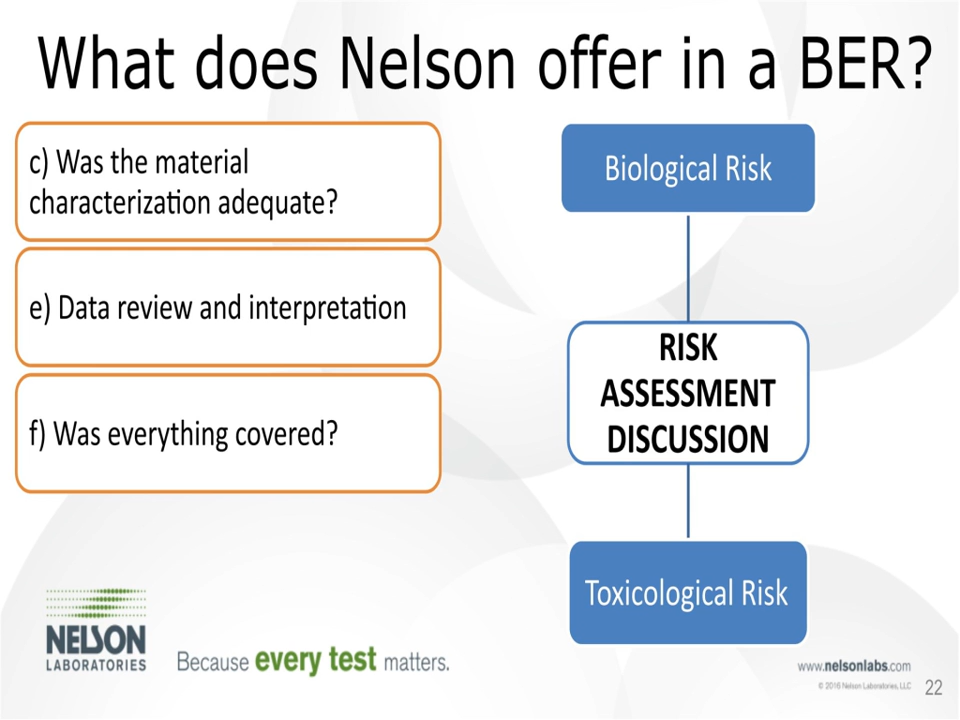 What does Nelson offer in a BER?
c) Was the material
characterization adequate?
e) Data review and interpretation
f) Was everything covered?
Biological Risk
RISK
ASSESSMENT
DISCUSSION
Toxicological Risk
NELSON
LABORATORIES
Because every test matters.
www.nelsonlabs.com
© 2016 Nelson Laboratories, LLC
22